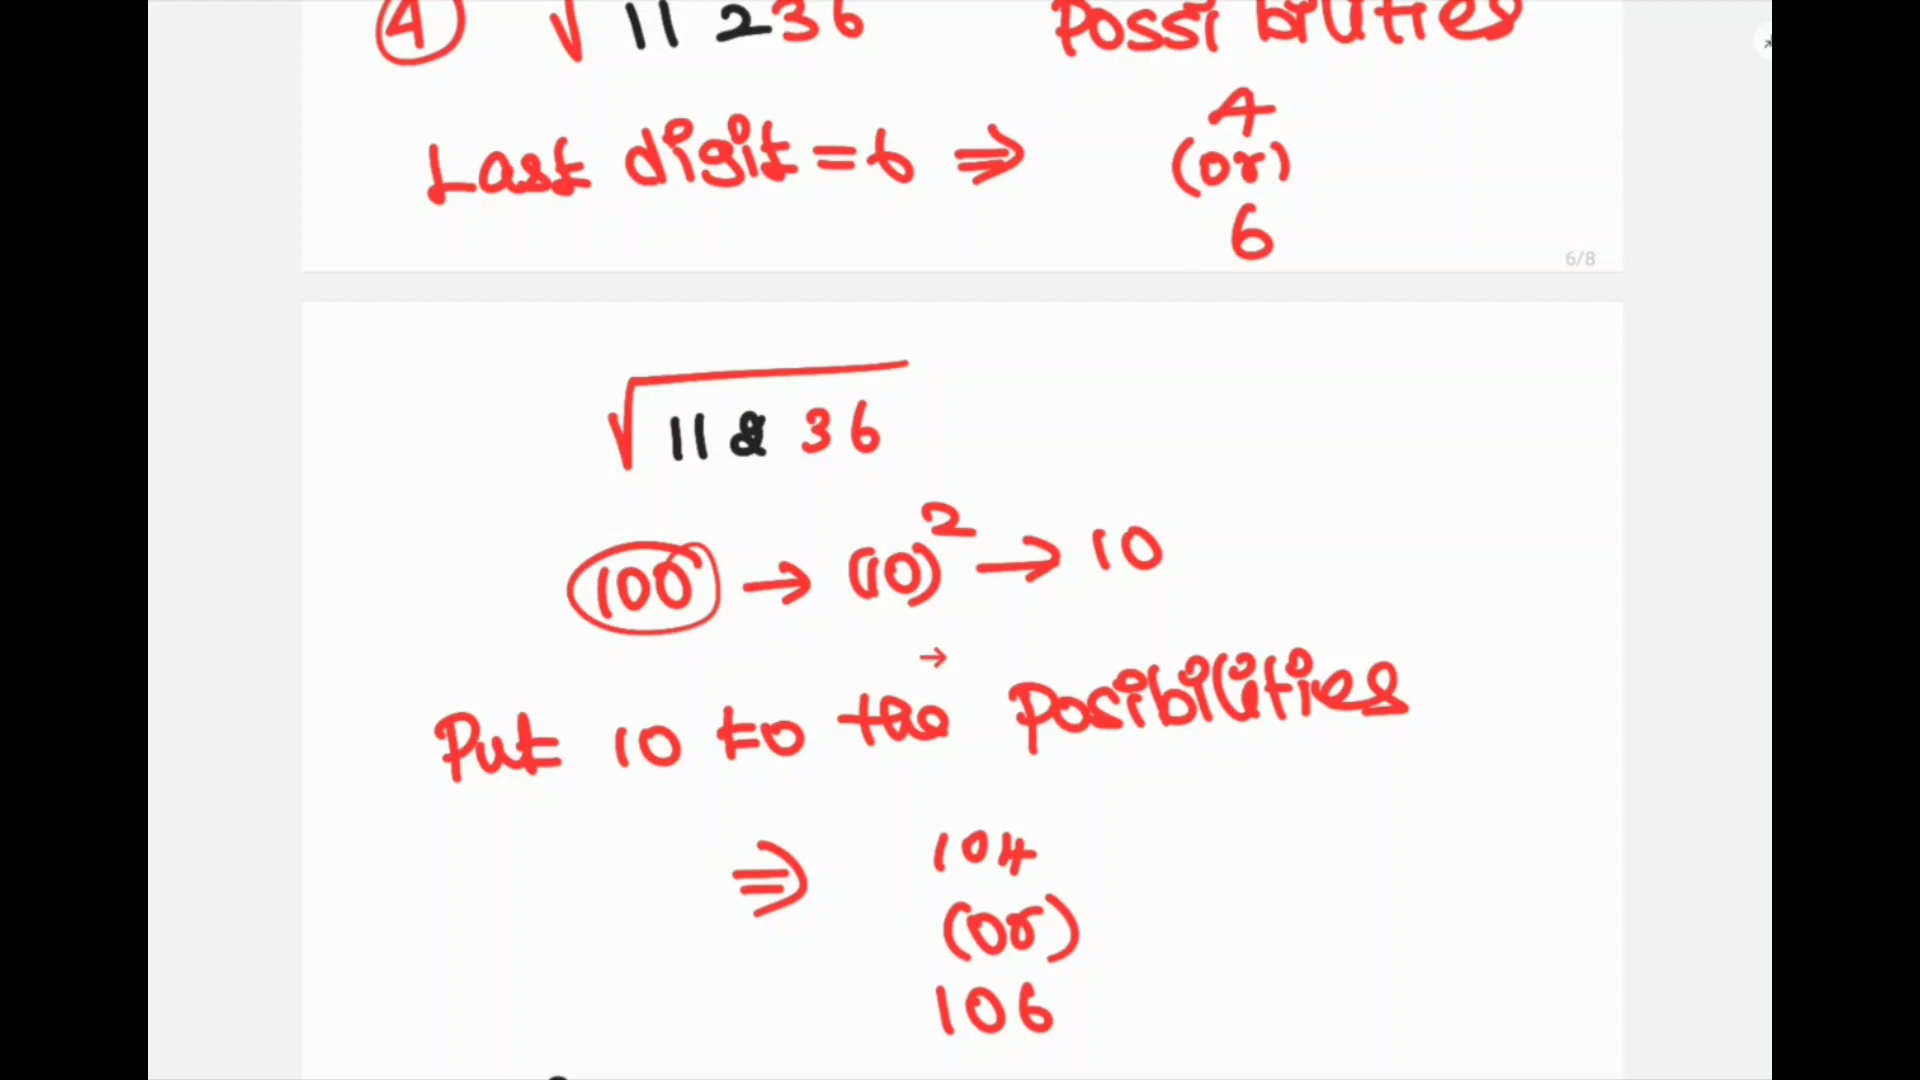 ④ √11236 Possibilities
Last digit = 6 ⇒ 4
(or)
6
6/8
√11236
100 → (10)² → 10
→
Put 10 to the Posibilities
⇒ 104
(or)
106